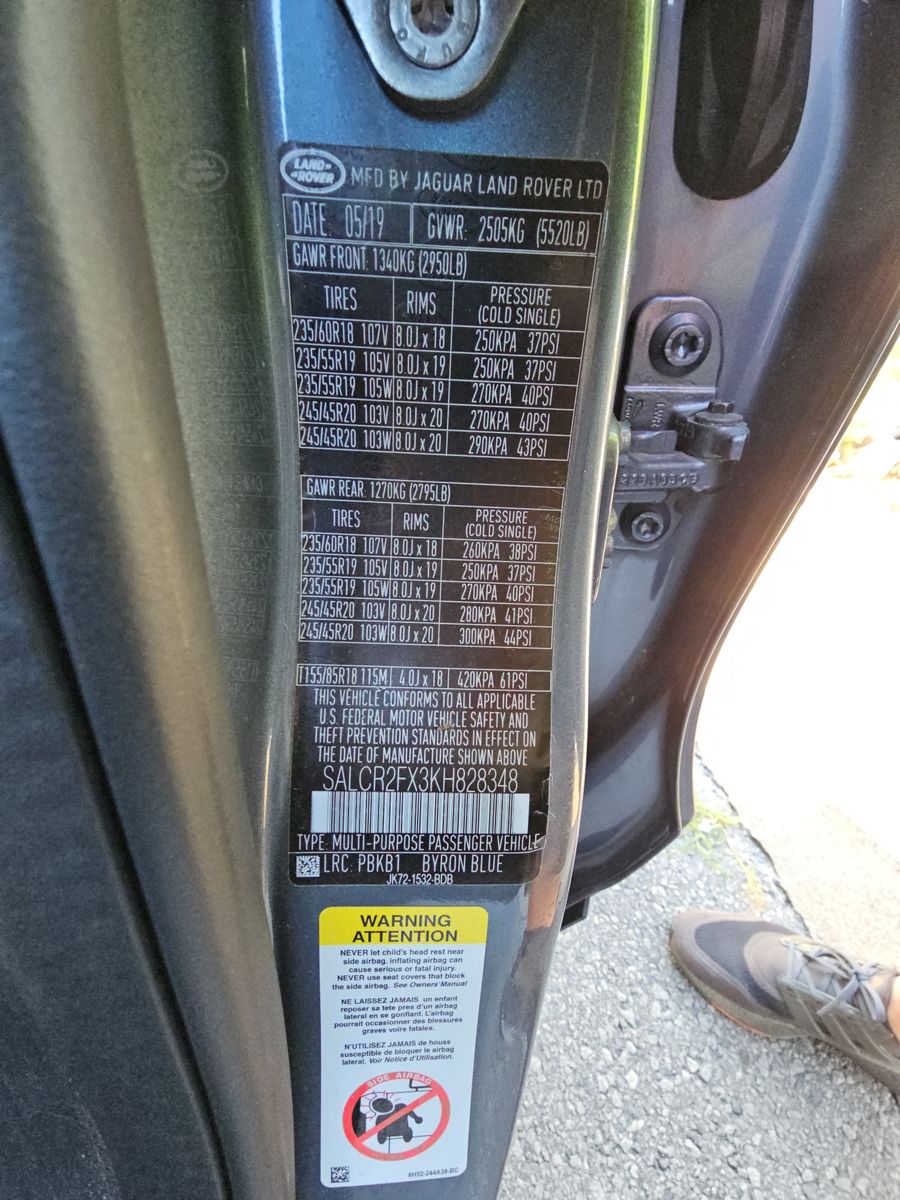 LAND-
-ROVER
MFD BY JAGUAR LAND ROVER LTD
DATE: 05/19 GVWR: 2505KG (5520LB)
GAWR FRONT: 1340KG (2950LB)
TIRES RIMS PRESSURE
(COLD SINGLE)
235/60R18 107V 8.0J x 18 250KPA 37PSI
235/55R19 105V 8.0J x 19 250KPA 37PSI
235/55R19 105W 8.0J x 19 270KPA 40PSI
245/45R20 103V 8.0J x 20 270KPA 40PSI
245/45R20 103W 8.0J x 20 290KPA 43PSI
GAWR REAR: 1270KG (2795LB)
TIRES RIMS PRESSURE
(COLD SINGLE)
235/60R18 107V 8.0J x 18 260KPA 38PSI
235/55R19 105V 8.0J x 19 250KPA 37PSI
235/55R19 105W 8.0J x 19 270KPA 40PSI
245/45R20 103V 8.0J x 20 280KPA 41PSI
245/45R20 103W 8.0J x 20 300KPA 44PSI
T155/85R18 115M 4.0J x 18 420KPA 61PSI
THIS VEHICLE CONFORMS TO ALL APPLICABLE
U.S. FEDERAL MOTOR VEHICLE SAFETY AND
THEFT PREVENTION STANDARDS IN EFFECT ON
THE DATE OF MANUFACTURE SHOWN ABOVE
SALCR2FX3KH828348
TYPE: MULTI-PURPOSE PASSENGER VEHICLE
LRC: PBKB1 BYRON BLUE
JK72-1532-BDB
WARNING
ATTENTION
NEVER let child's head rest near
side airbag. inflating airbag can
cause serious or fatal injury.
NEVER use seat covers that block
the side airbag. See Owners' Manual
NE LAISSEZ JAMAIS un enfant
reposer sa tete pres d'un airbag
lateral en se gonflant. L'airbag
pourrait occasionner des blessures
graves voire fatales.
N'UTILISEZ JAMAIS de houss
susceptible de bloquer le airbag
lateral. Voir Notice d'Utilisation.
SIDE AIRBAG
6H52-244A38-BC